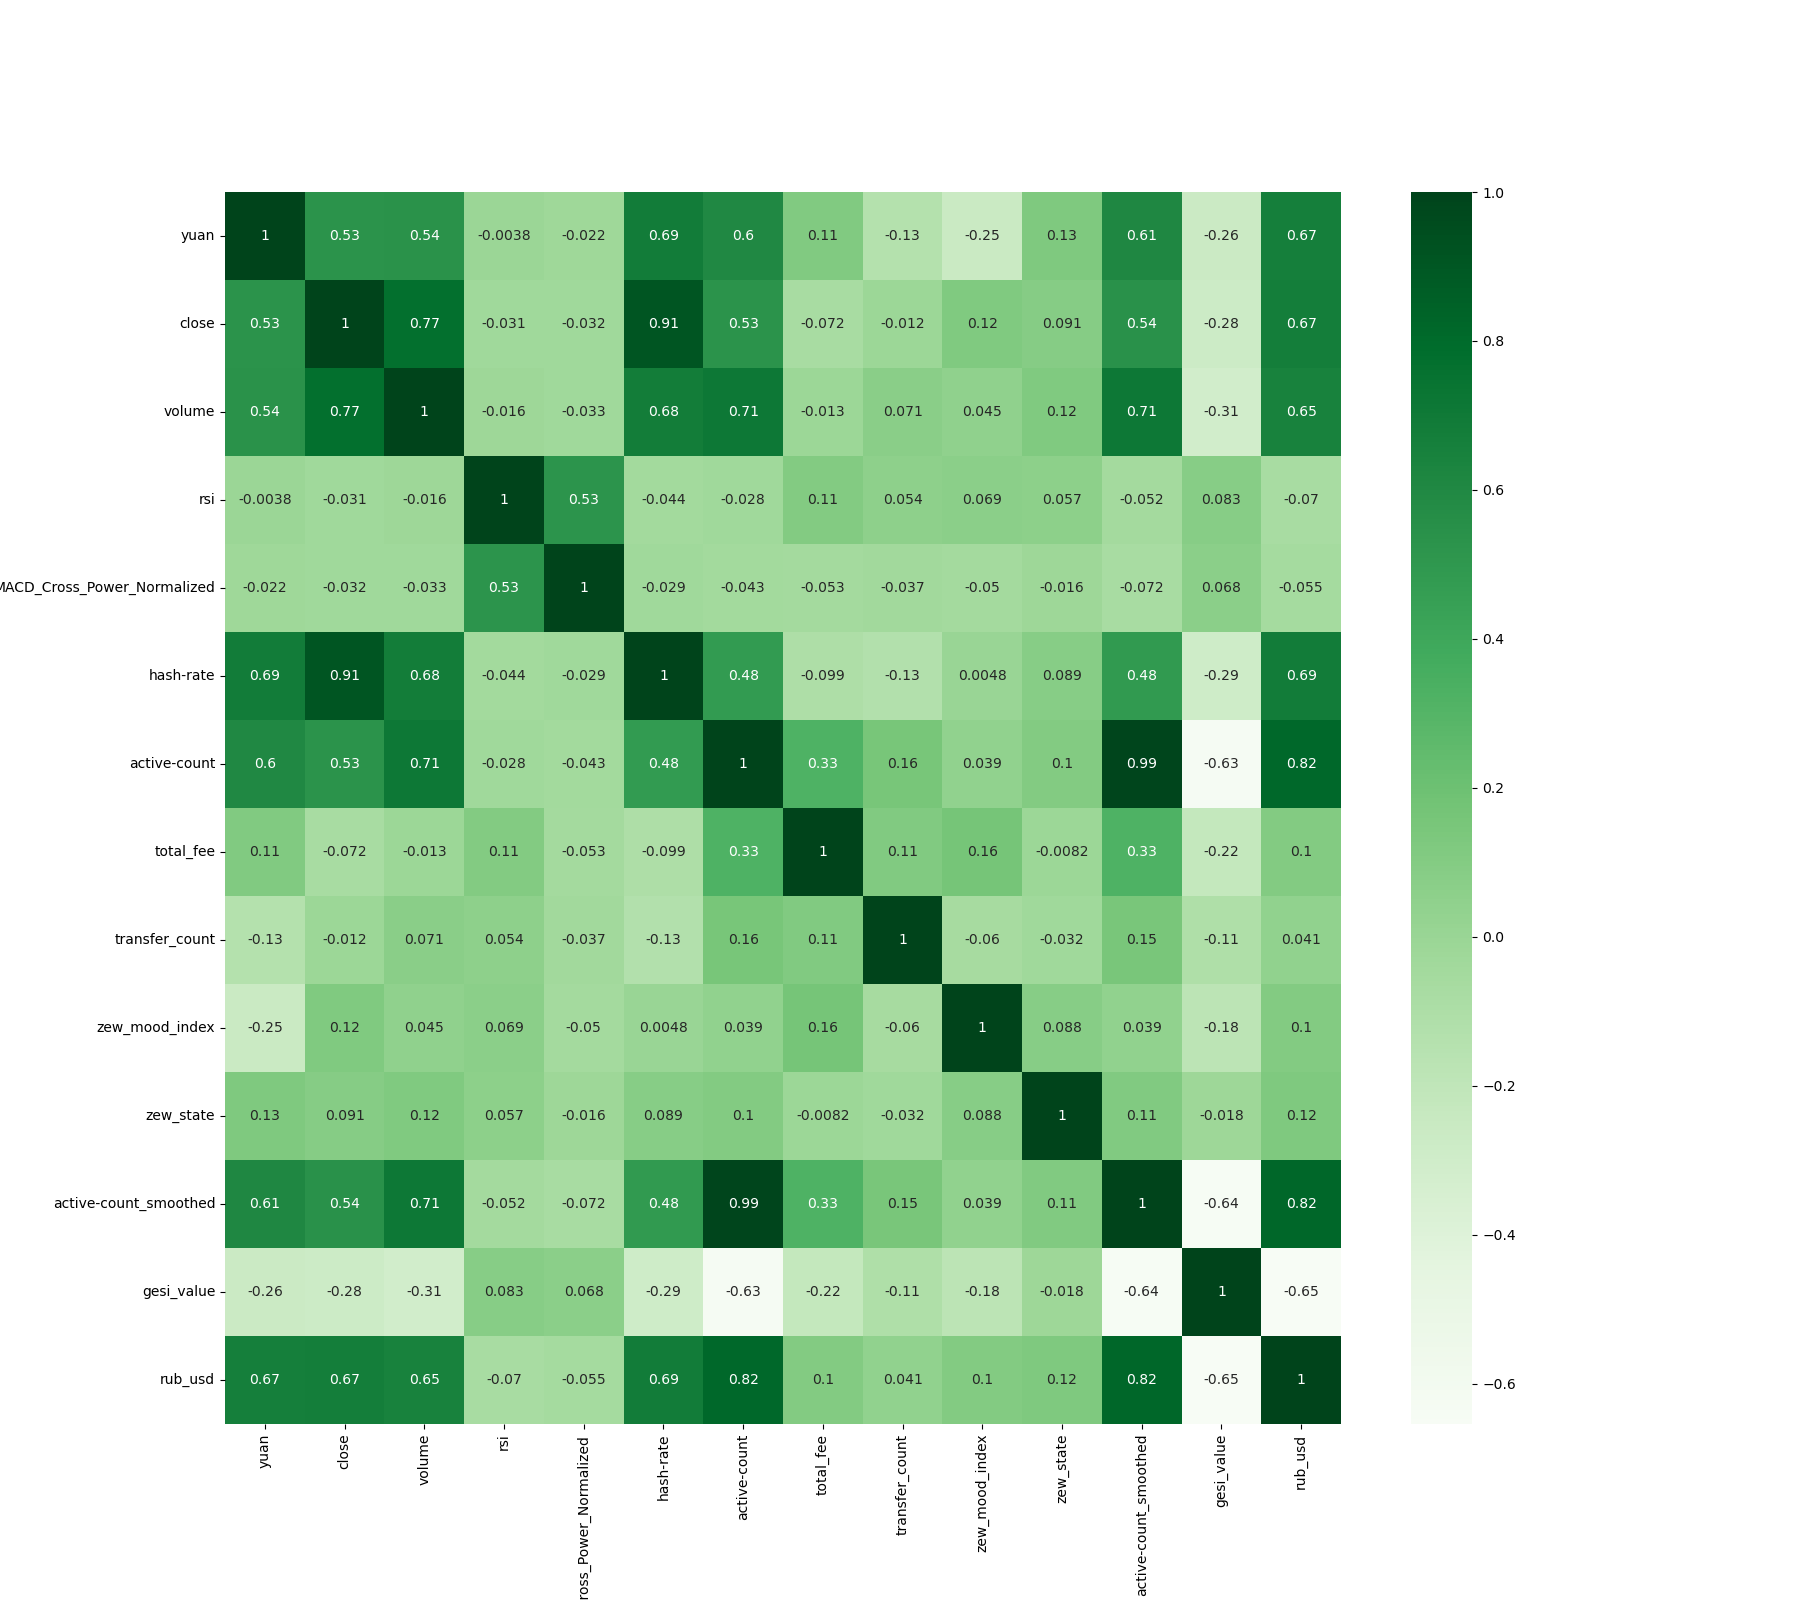 yuan 1 0.53 0.54 -0.0038 -0.022 0.69 0.6 0.11 -0.13 -0.25 0.13 0.61 -0.26 0.67
close 0.53 1 0.77 -0.031 -0.032 0.91 0.53 -0.072 -0.012 0.12 0.091 0.54 -0.28 0.67
volume 0.54 0.77 1 -0.016 -0.033 0.68 0.71 -0.013 0.071 0.045 0.12 0.71 -0.31 0.65
rsi -0.0038 -0.031 -0.016 1 0.53 -0.044 -0.028 0.11 0.054 0.069 0.057 -0.052 0.083 -0.07
MACD_Cross_Power_Normalized -0.022 -0.032 -0.033 0.53 1 -0.029 -0.043 -0.053 -0.037 -0.05 -0.016 -0.072 0.068 -0.055
hash-rate 0.69 0.91 0.68 -0.044 -0.029 1 0.48 -0.099 -0.13 0.0048 0.089 0.48 -0.29 0.69
active-count 0.6 0.53 0.71 -0.028 -0.043 0.48 1 0.33 0.16 0.039 0.1 0.99 -0.63 0.82
total_fee 0.11 -0.072 -0.013 0.11 -0.053 -0.099 0.33 1 0.11 0.16 -0.0082 0.33 -0.22 0.1
transfer_count -0.13 -0.012 0.071 0.054 -0.037 -0.13 0.16 0.11 1 -0.06 -0.032 0.15 -0.11 0.041
zew_mood_index -0.25 0.12 0.045 0.069 -0.05 0.0048 0.039 0.16 -0.06 1 0.088 0.039 -0.18 0.1
zew_state 0.13 0.091 0.12 0.057 -0.016 0.089 0.1 -0.0082 -0.032 0.088 1 0.11 -0.018 0.12
active-count_smoothed 0.61 0.54 0.71 -0.052 -0.072 0.48 0.99 0.33 0.15 0.039 0.11 1 -0.64 0.82
gesi_value -0.26 -0.28 -0.31 0.083 0.068 -0.29 -0.63 -0.22 -0.11 -0.18 -0.018 -0.64 1 -0.65
rub_usd 0.67 0.67 0.65 -0.07 -0.055 0.69 0.82 0.1 0.041 0.1 0.12 0.82 -0.65 1
yuan
close
volume
rsi
ross_Power_Normalized
hash-rate
active-count
total_fee
transfer_count
zew_mood_index
zew_state
active-count_smoothed
gesi_value
rub_usd
1.0
0.8
0.6
0.4
0.2
0.0
−0.2
−0.4
−0.6